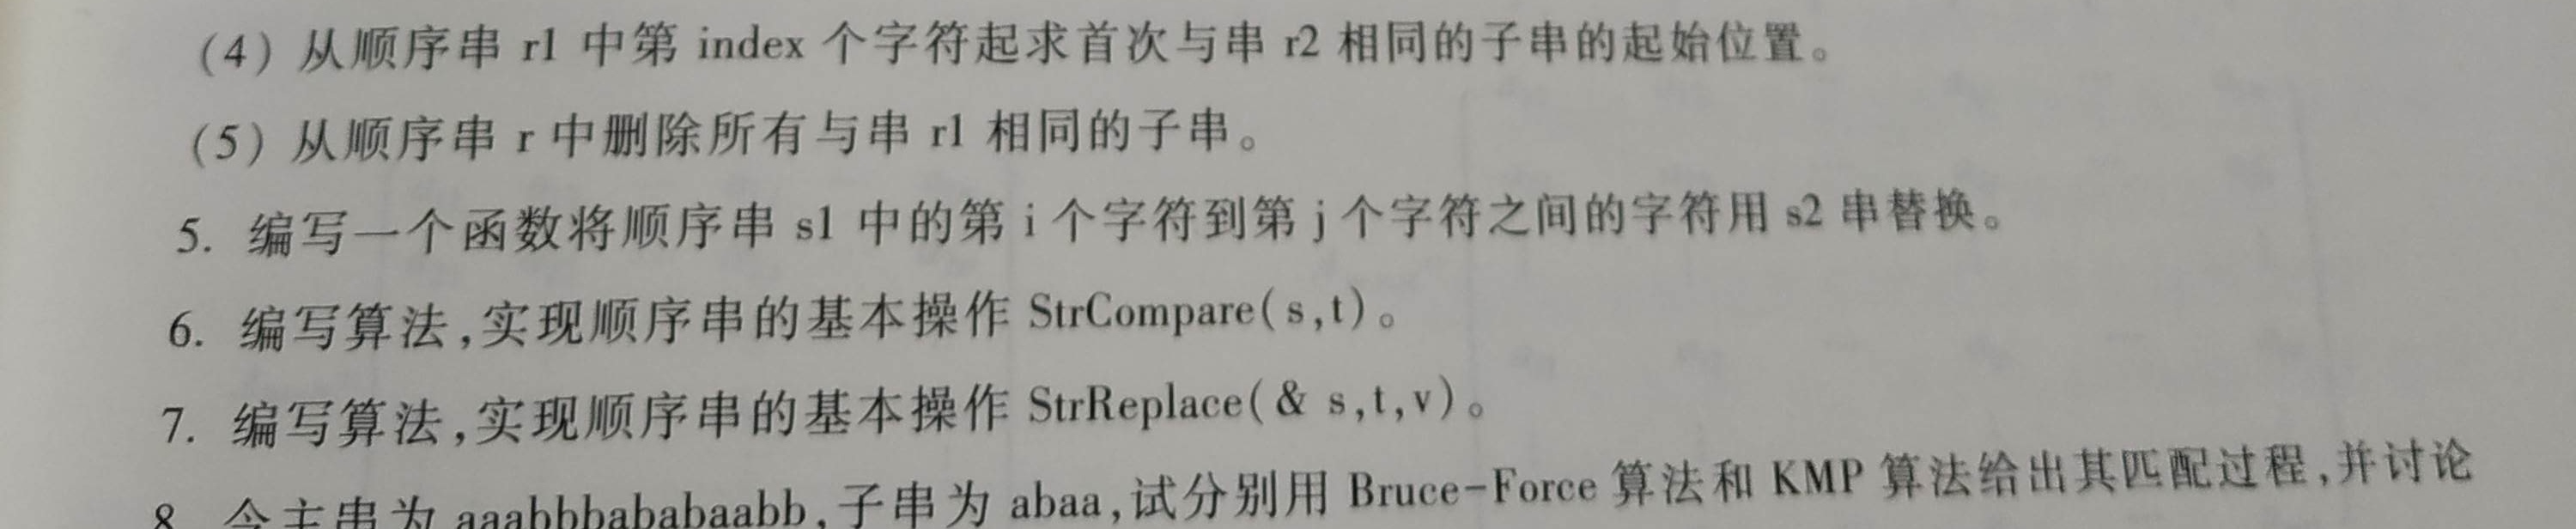 (4) 从顺序串 r1 中第 index 个字符起求首次与串 r2 相同的子串的起始位置。
(5) 从顺序串 r 中删除所有与串 r1 相同的子串。
5. 编写一个函数将顺序串 s1 中的第 i 个字符到第 j 个字符之间的字符用 s2 串替换。
6. 编写算法,实现顺序串的基本操作 StrCompare(s,t)。
7. 编写算法,实现顺序串的基本操作 StrReplace(& s,t,v)。
8. 令主串为 aaabbbababaabb,子串为 abaa,试分别用 Bruce-Force 算法和 KMP 算法给出其匹配过程,并讨论